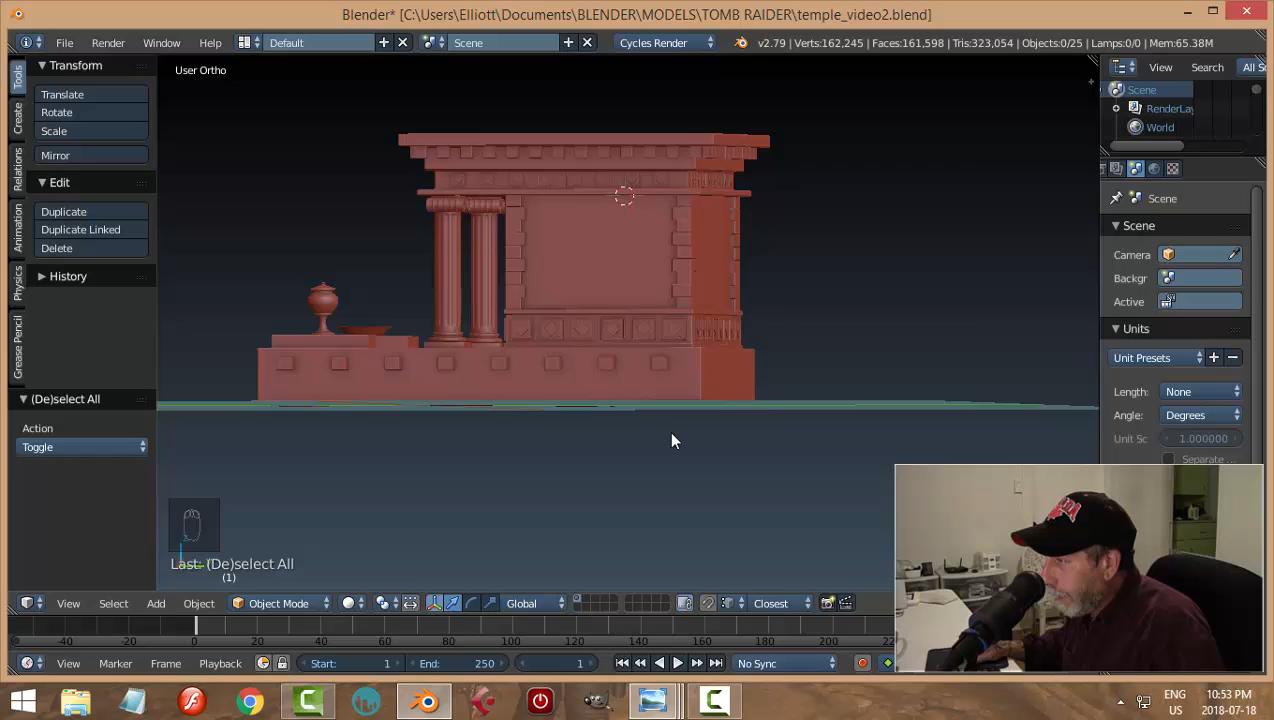 Blender* [C:\Users\Elliott\Documents\BLENDER\MODELS\TOMB RAIDER\temple_video2.blend]
File Render Window Help Default Scene Cycles Render v2.79 | Verts:162,245 | Faces:161,598 | Tris:323,054 | Objects:0/25 | Lamps:0/0 | Mem:65.38M
User Ortho
Tools
Create
Relations
Animation
Physics
Grease Pencil
Transform
Translate
Rotate
Scale
Mirror
Edit
Duplicate
Duplicate Linked
Delete
History
(De)select All
Action
Toggle
Last: (De)select All
(1)
View Search All Sc
Scene
RenderLay
World
Scene
Scene
Camera
Backgr
Active
Units
Unit Presets
Length: None
Angle: Degrees
Unit Sc 1.000000
Separate ...
View Select Add Object Object Mode Global Closest
-40 -20 0 20 40 60 80 100 120 140 160 180 200
View Marker Frame Playback Start: 1 End: 250 1 No Sync
ENG
IN
10:53 PM
2018-07-18